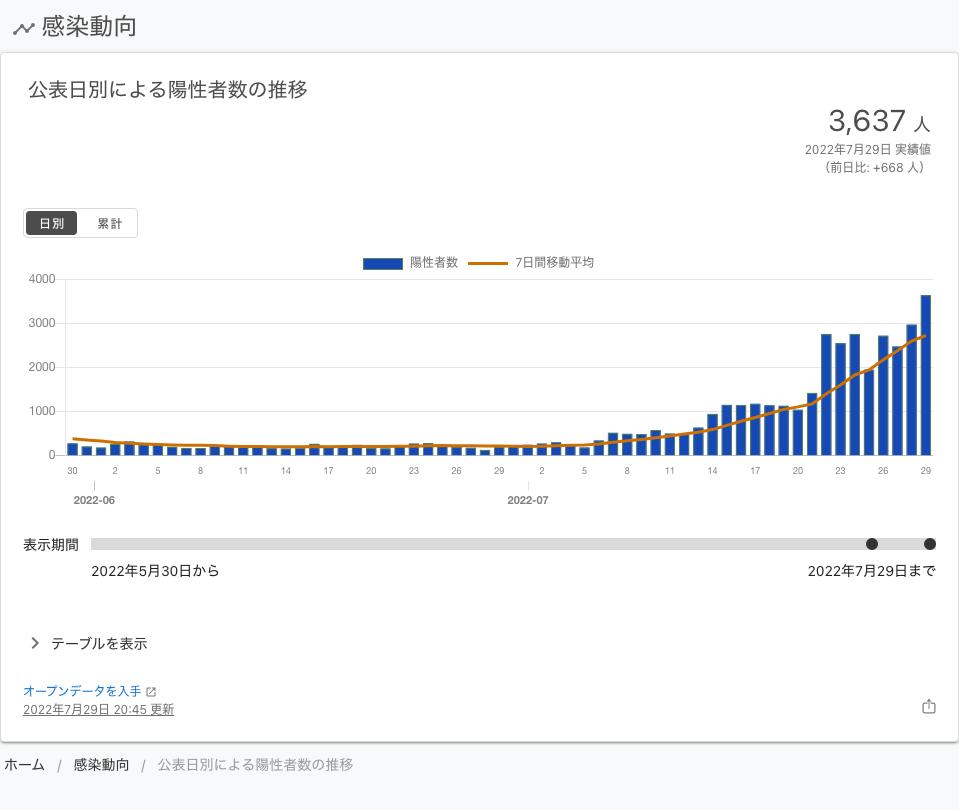 感染動向
公表日別による陽性者数の推移
3,637 人
2022年7月29日 実績値
（前日比: +668 人）
日別 累計
陽性者数 7日間移動平均
4000
3000
2000
1000
0
30 2 5 8 11 14 17 20 23 26 29 2 5 8 11 14 17 20 23 26 29
2022-06 2022-07
表示期間
2022年5月30日から 2022年7月29日まで
テーブルを表示
オープンデータを入手
2022年7月29日 20:45 更新
ホーム / 感染動向 / 公表日別による陽性者数の推移